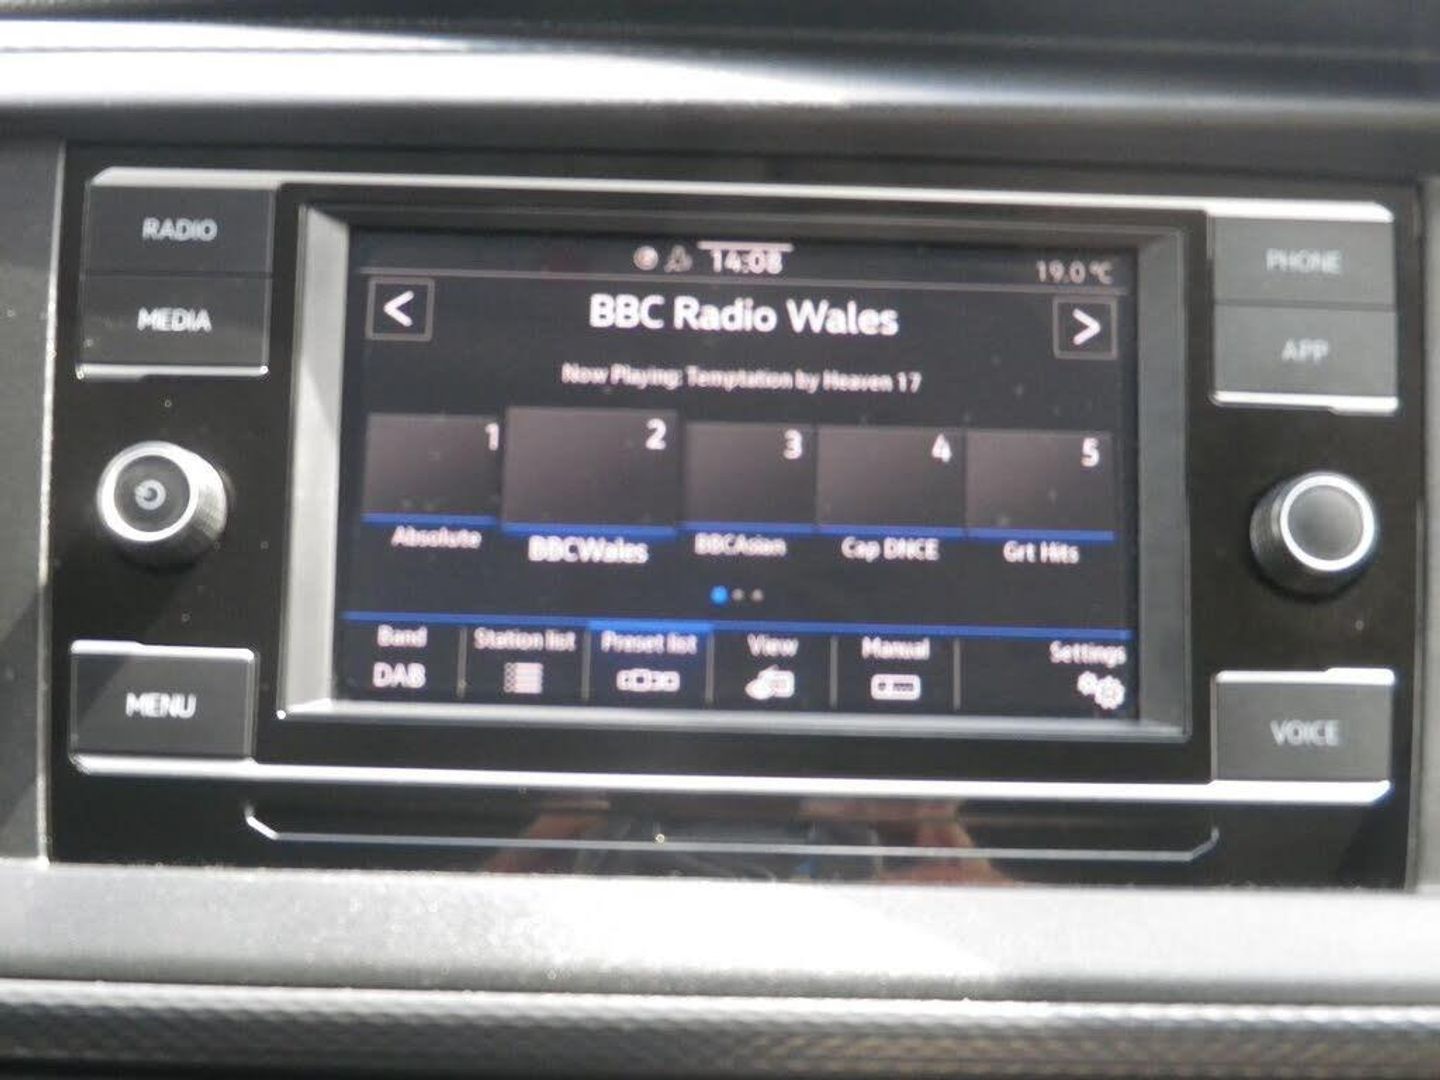 RADIO
MEDIA
MENU
14:08
19.0 °C
<
BBC Radio Wales
>
Now Playing: Temptation by Heaven 17
1 2 3 4 5
Absolute BBCWales BBCAsian Cap DNCE Grt Hits
Band Station list Preset list View Manual Settings
DAB
PHONE
APP
VOICE